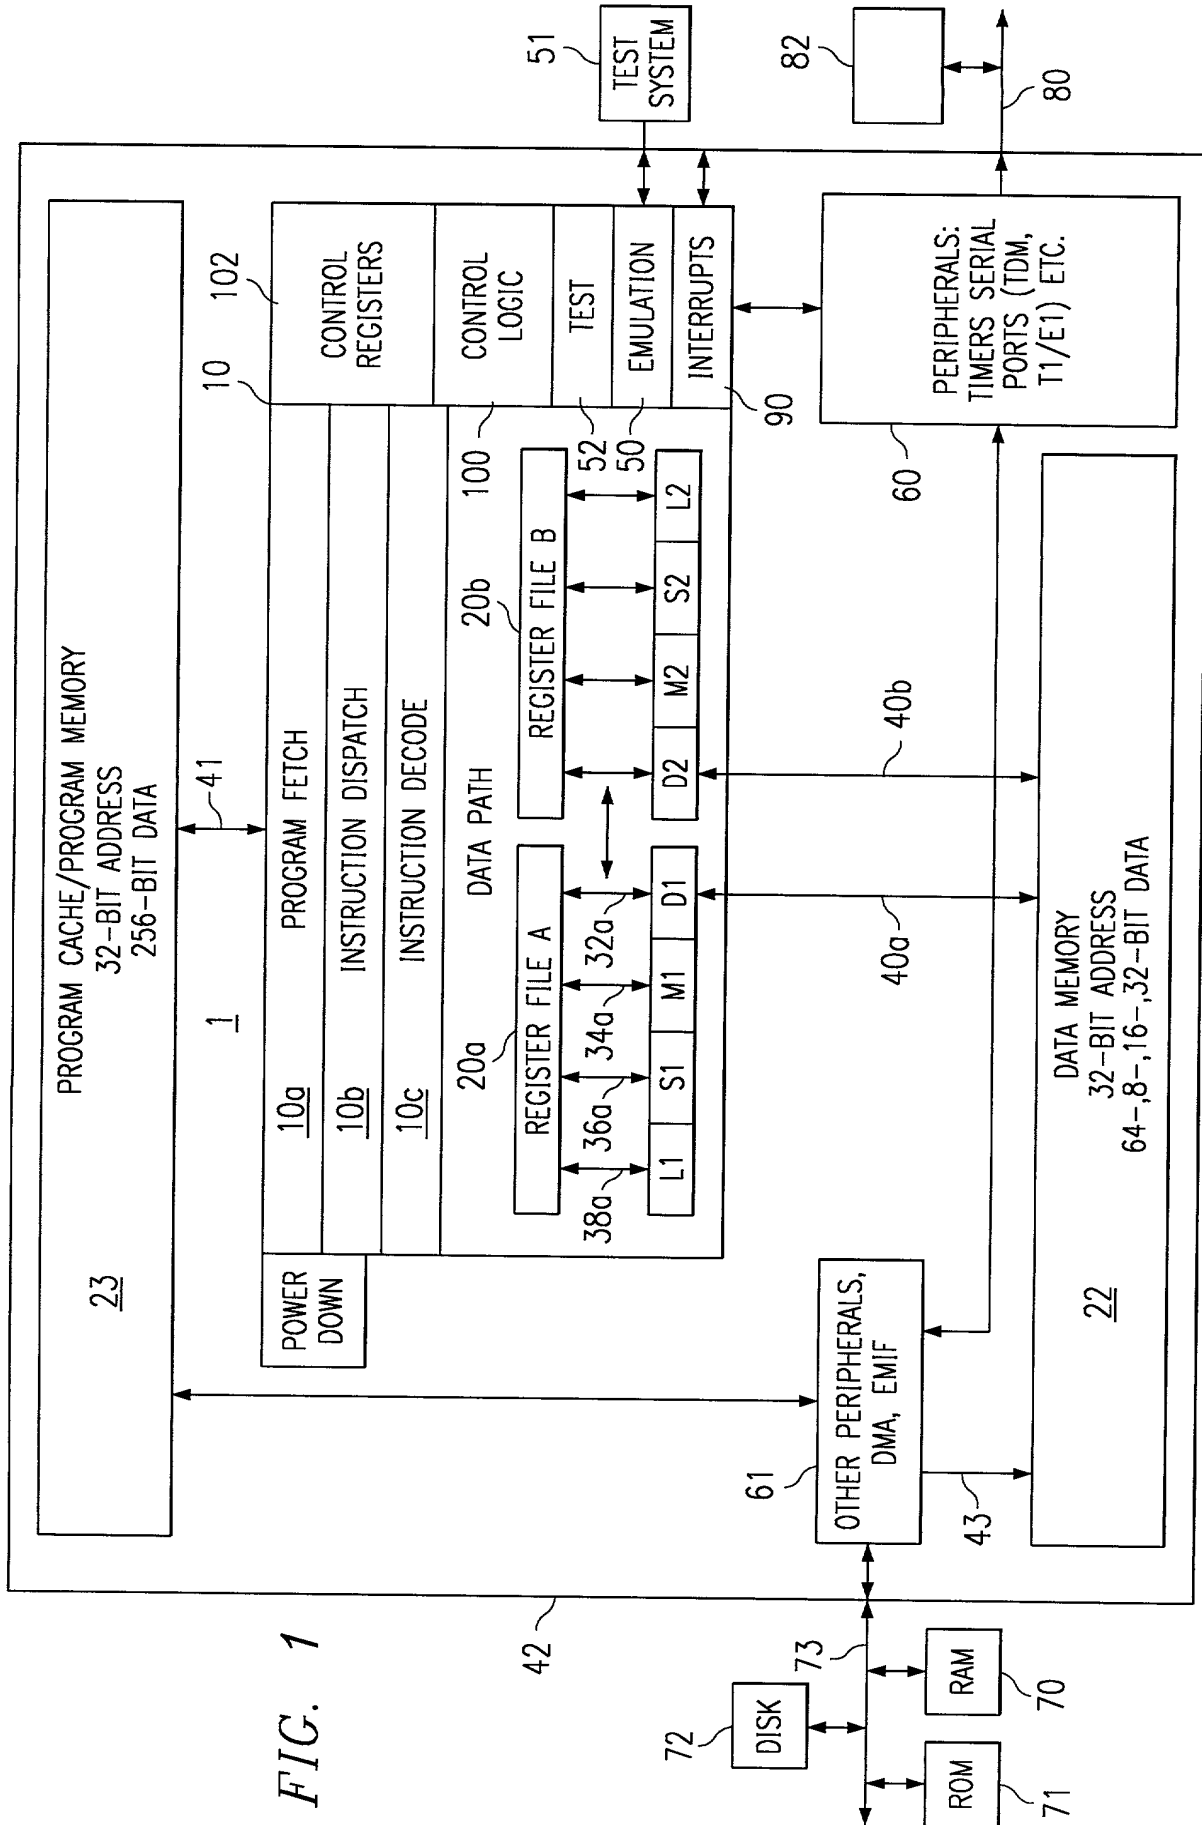 FIG. 1
PROGRAM CACHE/PROGRAM MEMORY
32-BIT ADDRESS
256-BIT DATA
23
1
41
10
102
POWER
DOWN
10a
PROGRAM FETCH
10b
INSTRUCTION DISPATCH
10c
INSTRUCTION DECODE
CONTROL
REGISTERS
CONTROL
LOGIC
TEST
EMULATION
INTERRUPTS
100
52
50
90
TEST
SYSTEM
51
DATA PATH
20a
20b
REGISTER FILE A
REGISTER FILE B
38a
36a
34a
32a
L1
S1
M1
D1
D2
M2
S2
L2
40a
40b
42
61
OTHER PERIPHERALS,
DMA, EMIF
43
60
PERIPHERALS:
TIMERS SERIAL
PORTS (TDM,
T1/E1) ETC.
82
80
72
DISK
73
ROM
71
RAM
70
DATA MEMORY
32-BIT ADDRESS
64-,8-,16-,32-BIT DATA
22